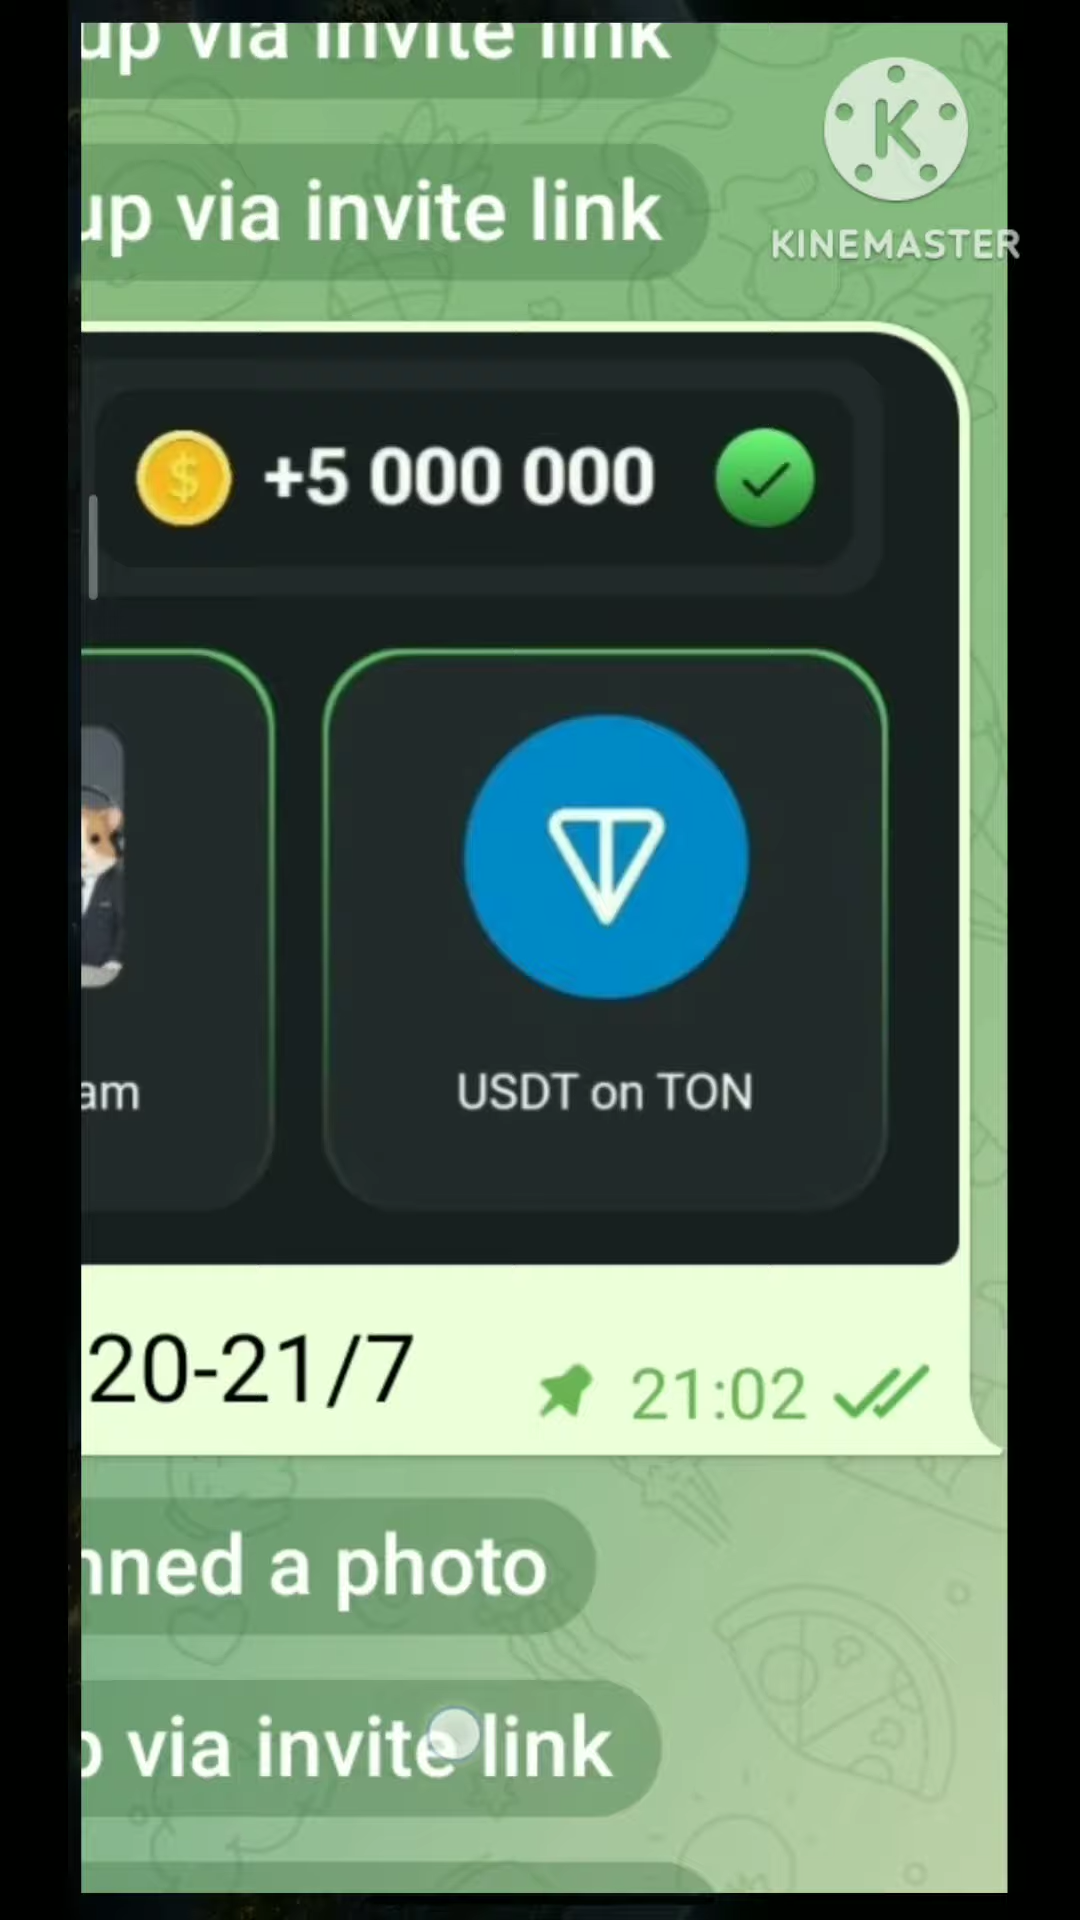 up via invite link
up via invite link
K
KINEMASTER
+5 000 000
am
USDT on TON
20-21/7
21:02
nned a photo
p via invite link